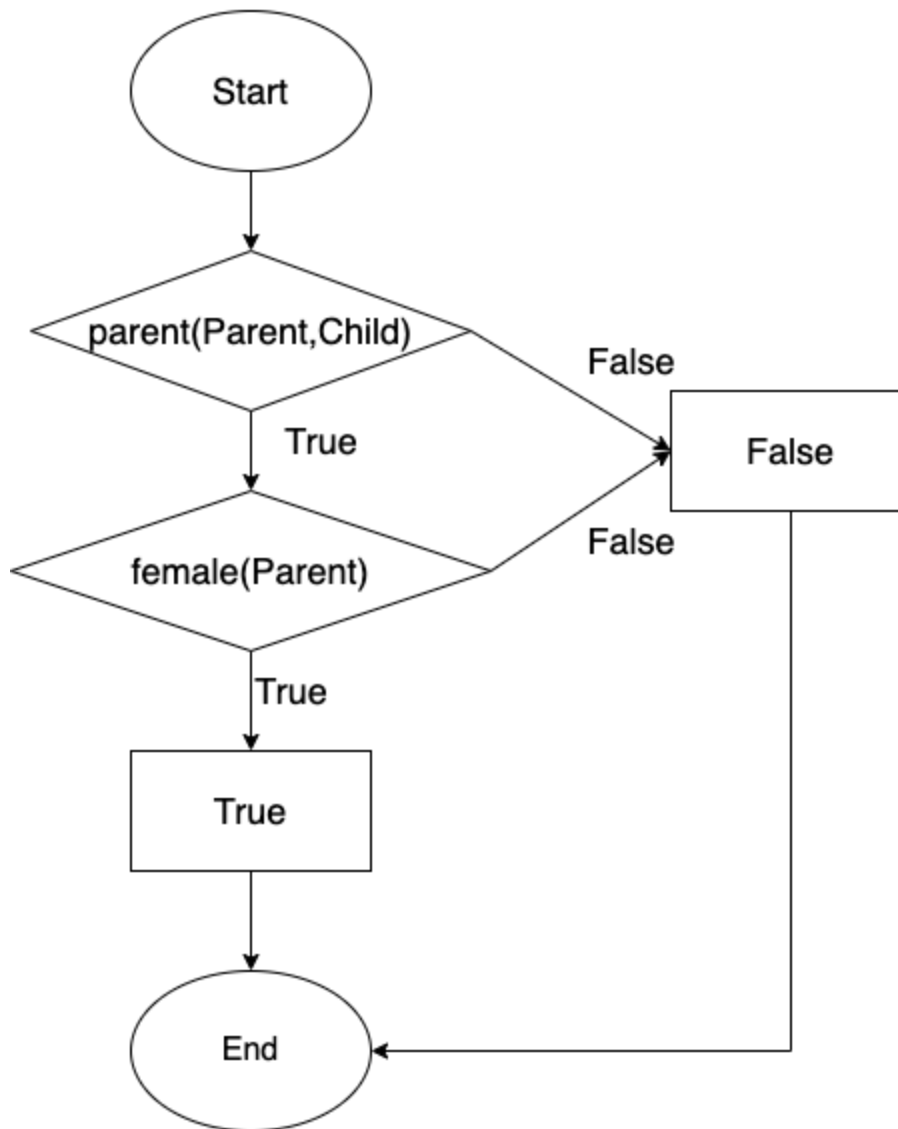 Start
parent(Parent,Child)
False
True
False
False
female(Parent)
True
True
End